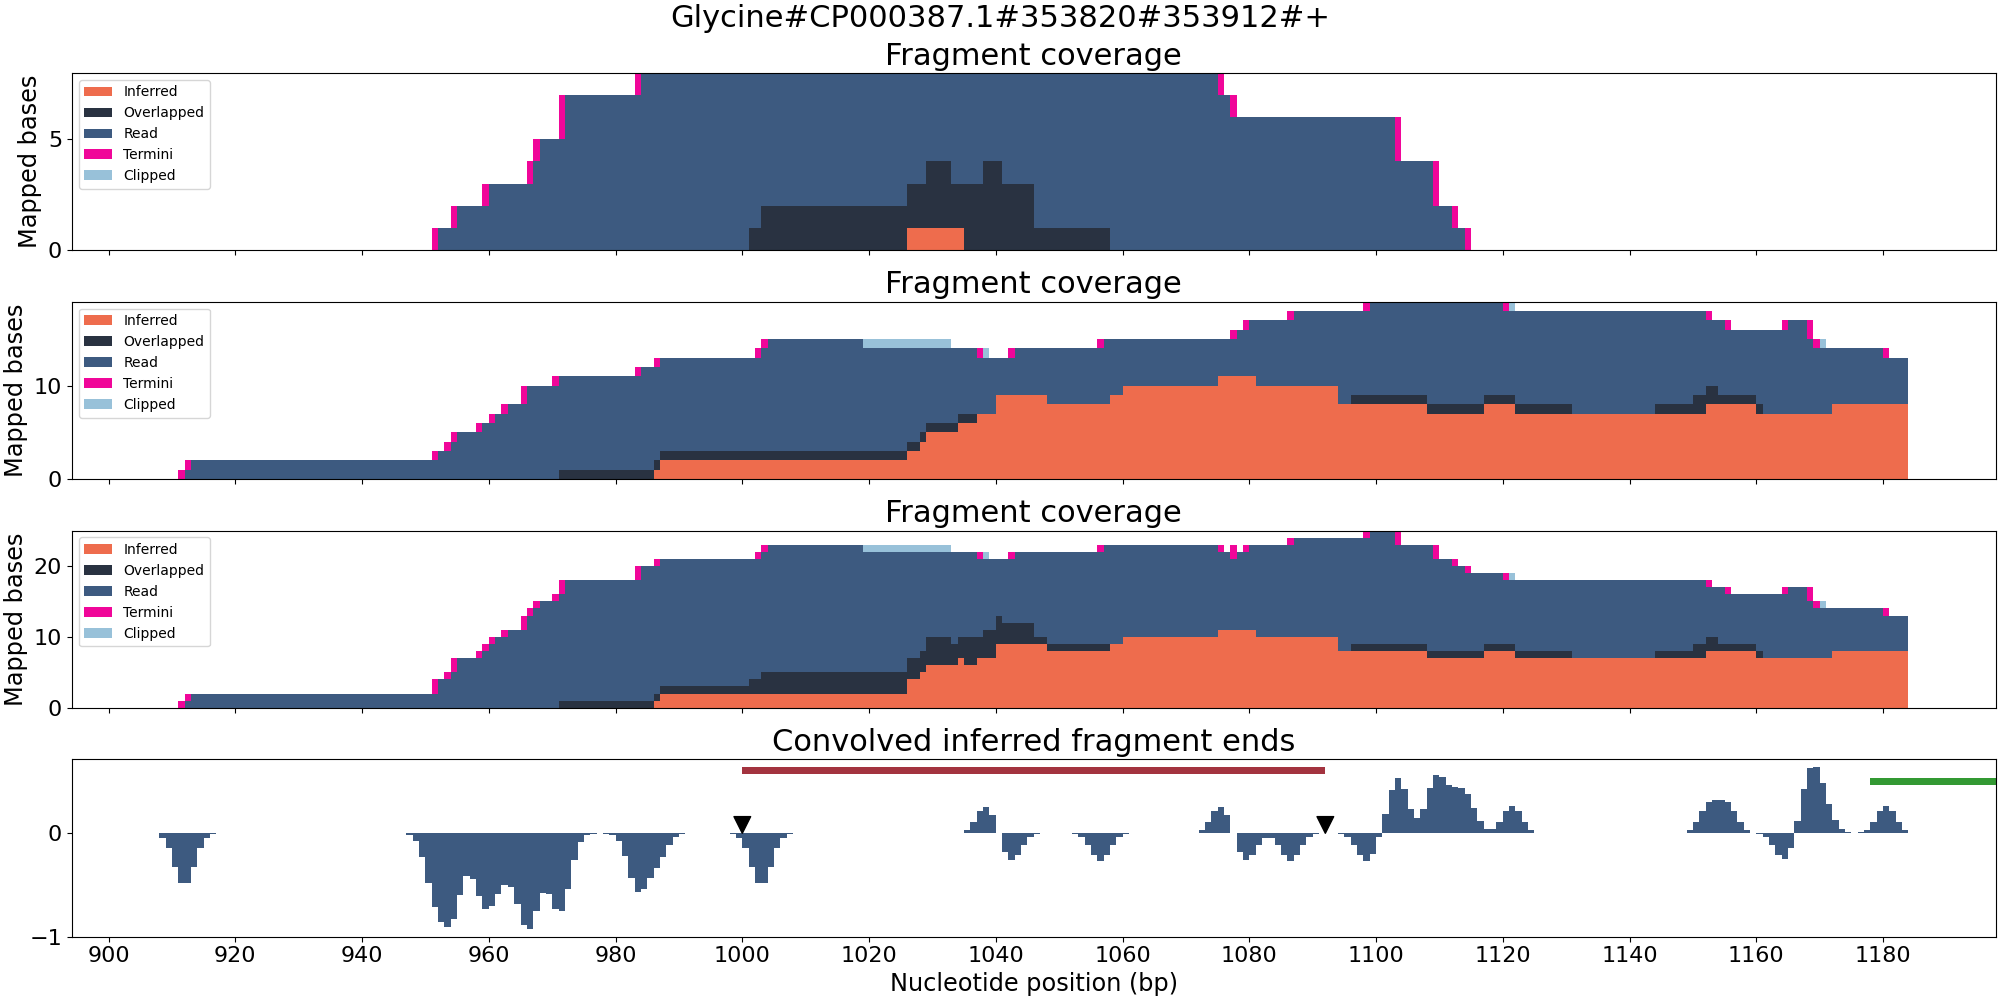 Glycine#CP000387.1#353820#353912#+
Fragment coverage
Mapped bases
5
0
Inferred
Overlapped
Read
Termini
Clipped
Fragment coverage
Mapped bases
10
0
Inferred
Overlapped
Read
Termini
Clipped
Fragment coverage
Mapped bases
20
10
0
Inferred
Overlapped
Read
Termini
Clipped
Convolved inferred fragment ends
0
−1
900 920 940 960 980 1000 1020 1040 1060 1080 1100 1120 1140 1160 1180
Nucleotide position (bp)